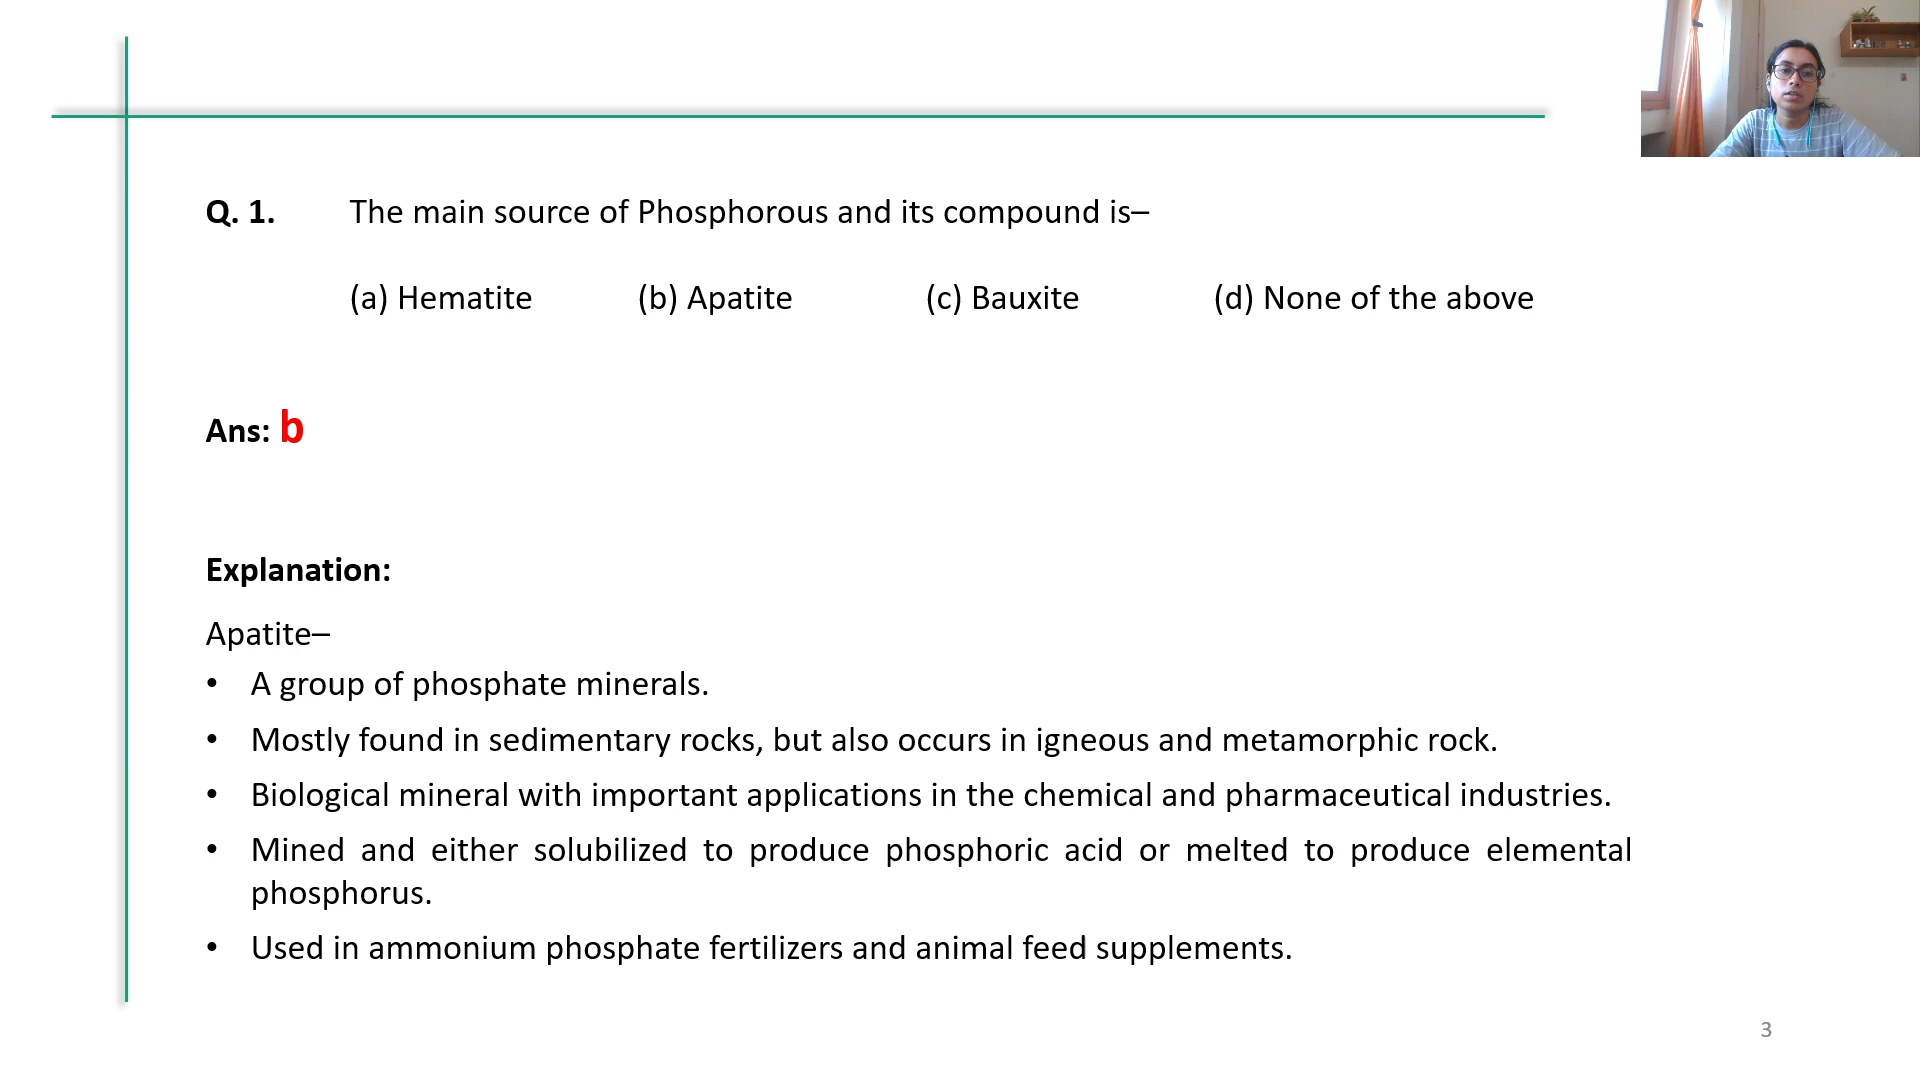 Q. 1. The main source of Phosphorous and its compound is–
(a) Hematite (b) Apatite (c) Bauxite (d) None of the above
Ans: b
Explanation:
Apatite–
• A group of phosphate minerals.
• Mostly found in sedimentary rocks, but also occurs in igneous and metamorphic rock.
• Biological mineral with important applications in the chemical and pharmaceutical industries.
• Mined and either solubilized to produce phosphoric acid or melted to produce elemental
phosphorus.
• Used in ammonium phosphate fertilizers and animal feed supplements.
3